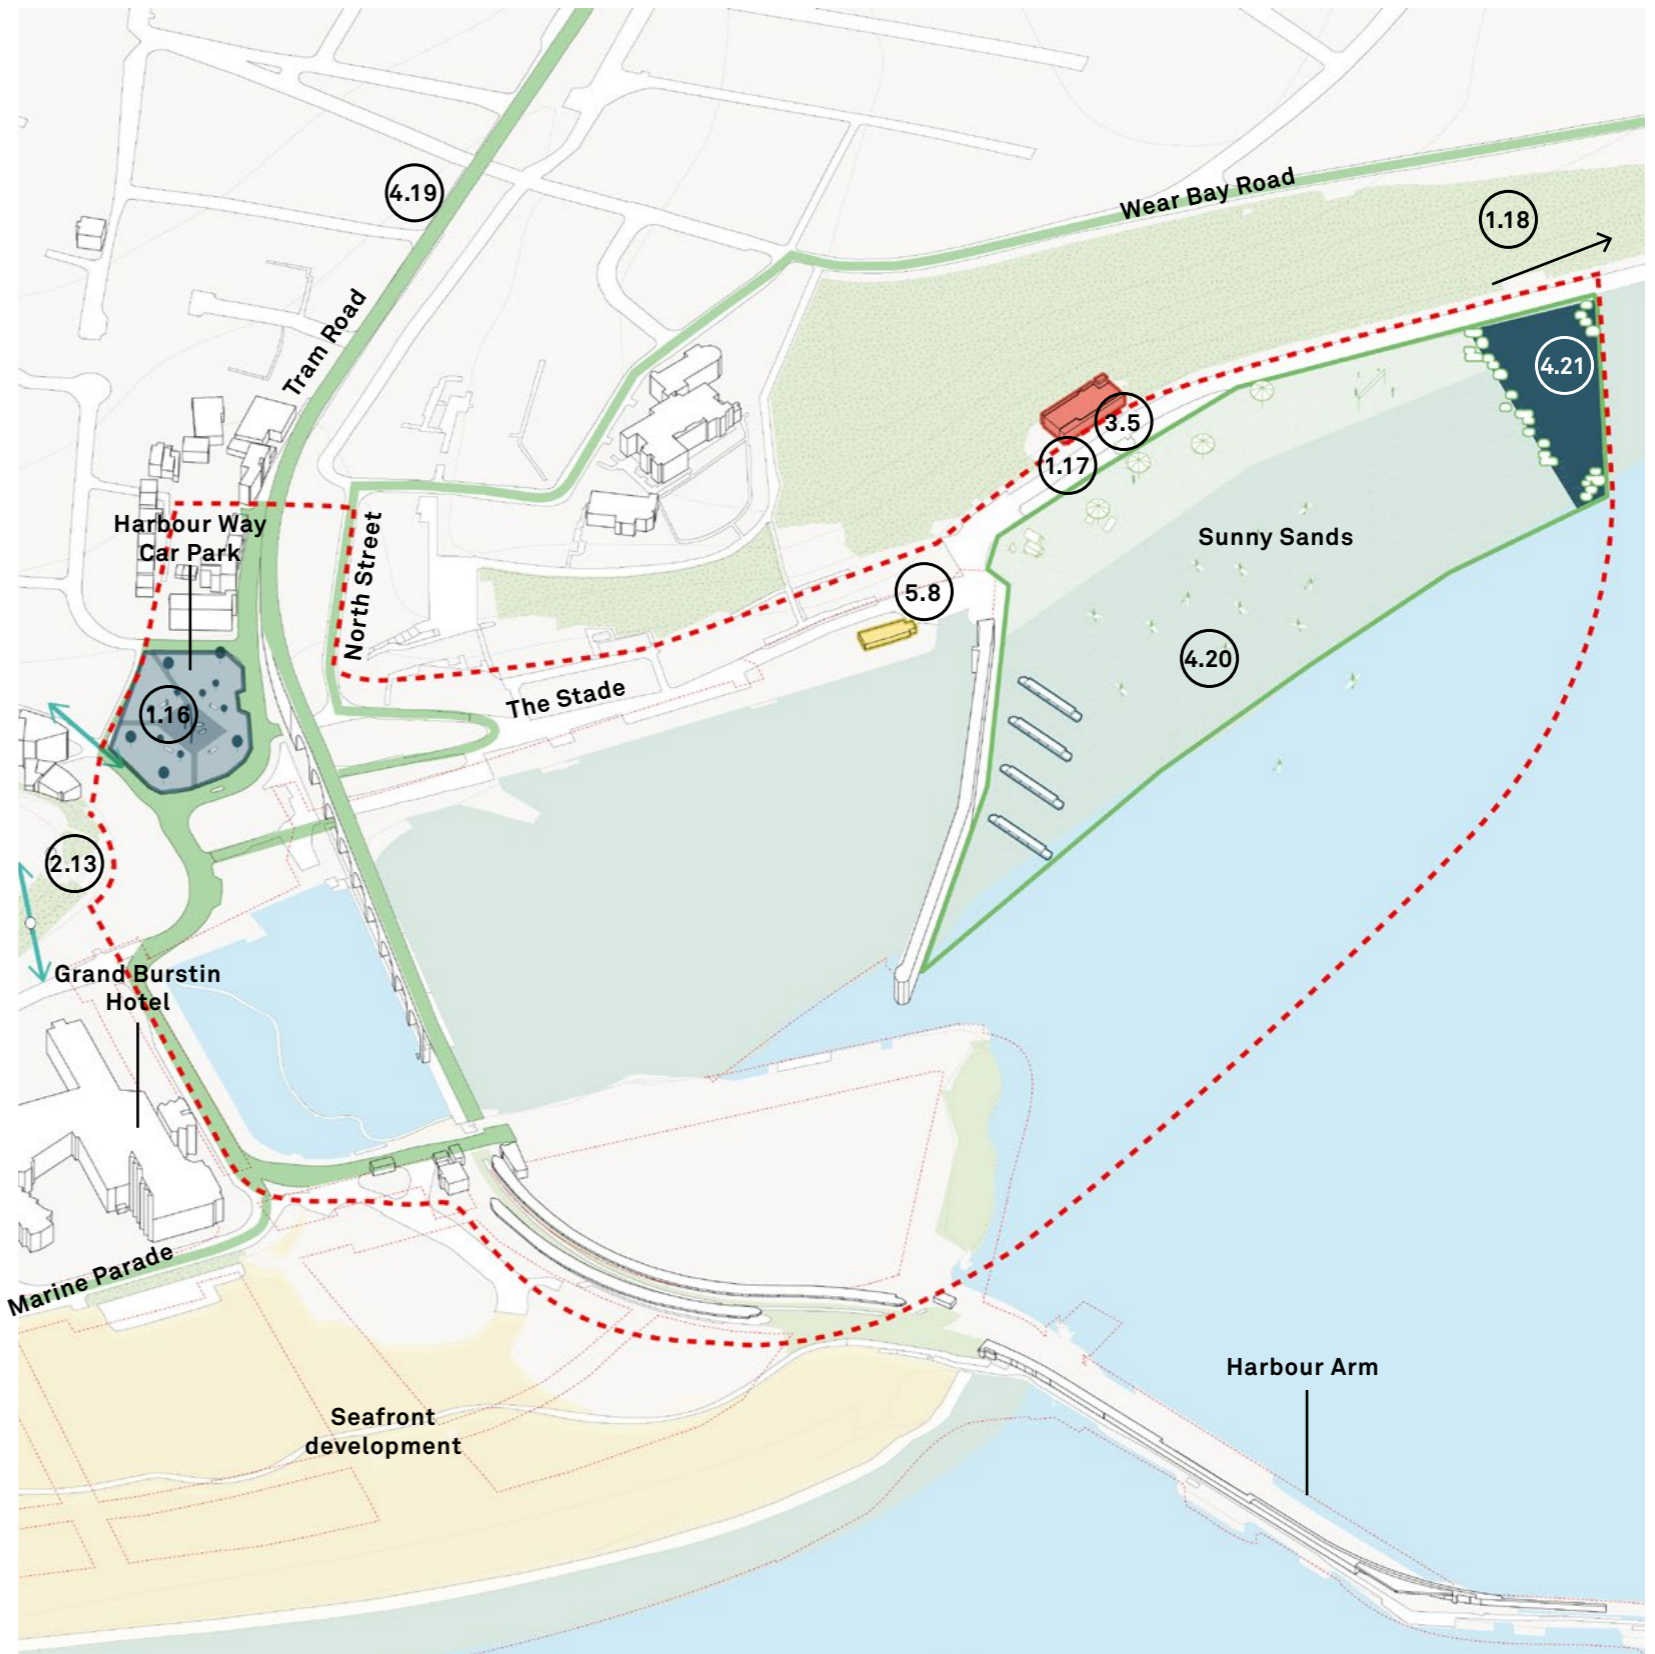 4.19
Wear Bay Road
1.18
Tram Road
4.21
3.5
1.17
Harbour Way
Car Park
North Street
Sunny Sands
5.8
4.20
The Stade
1.16
2.13
Grand Burstin
Hotel
Marine Parade
Harbour Arm
Seafront
development